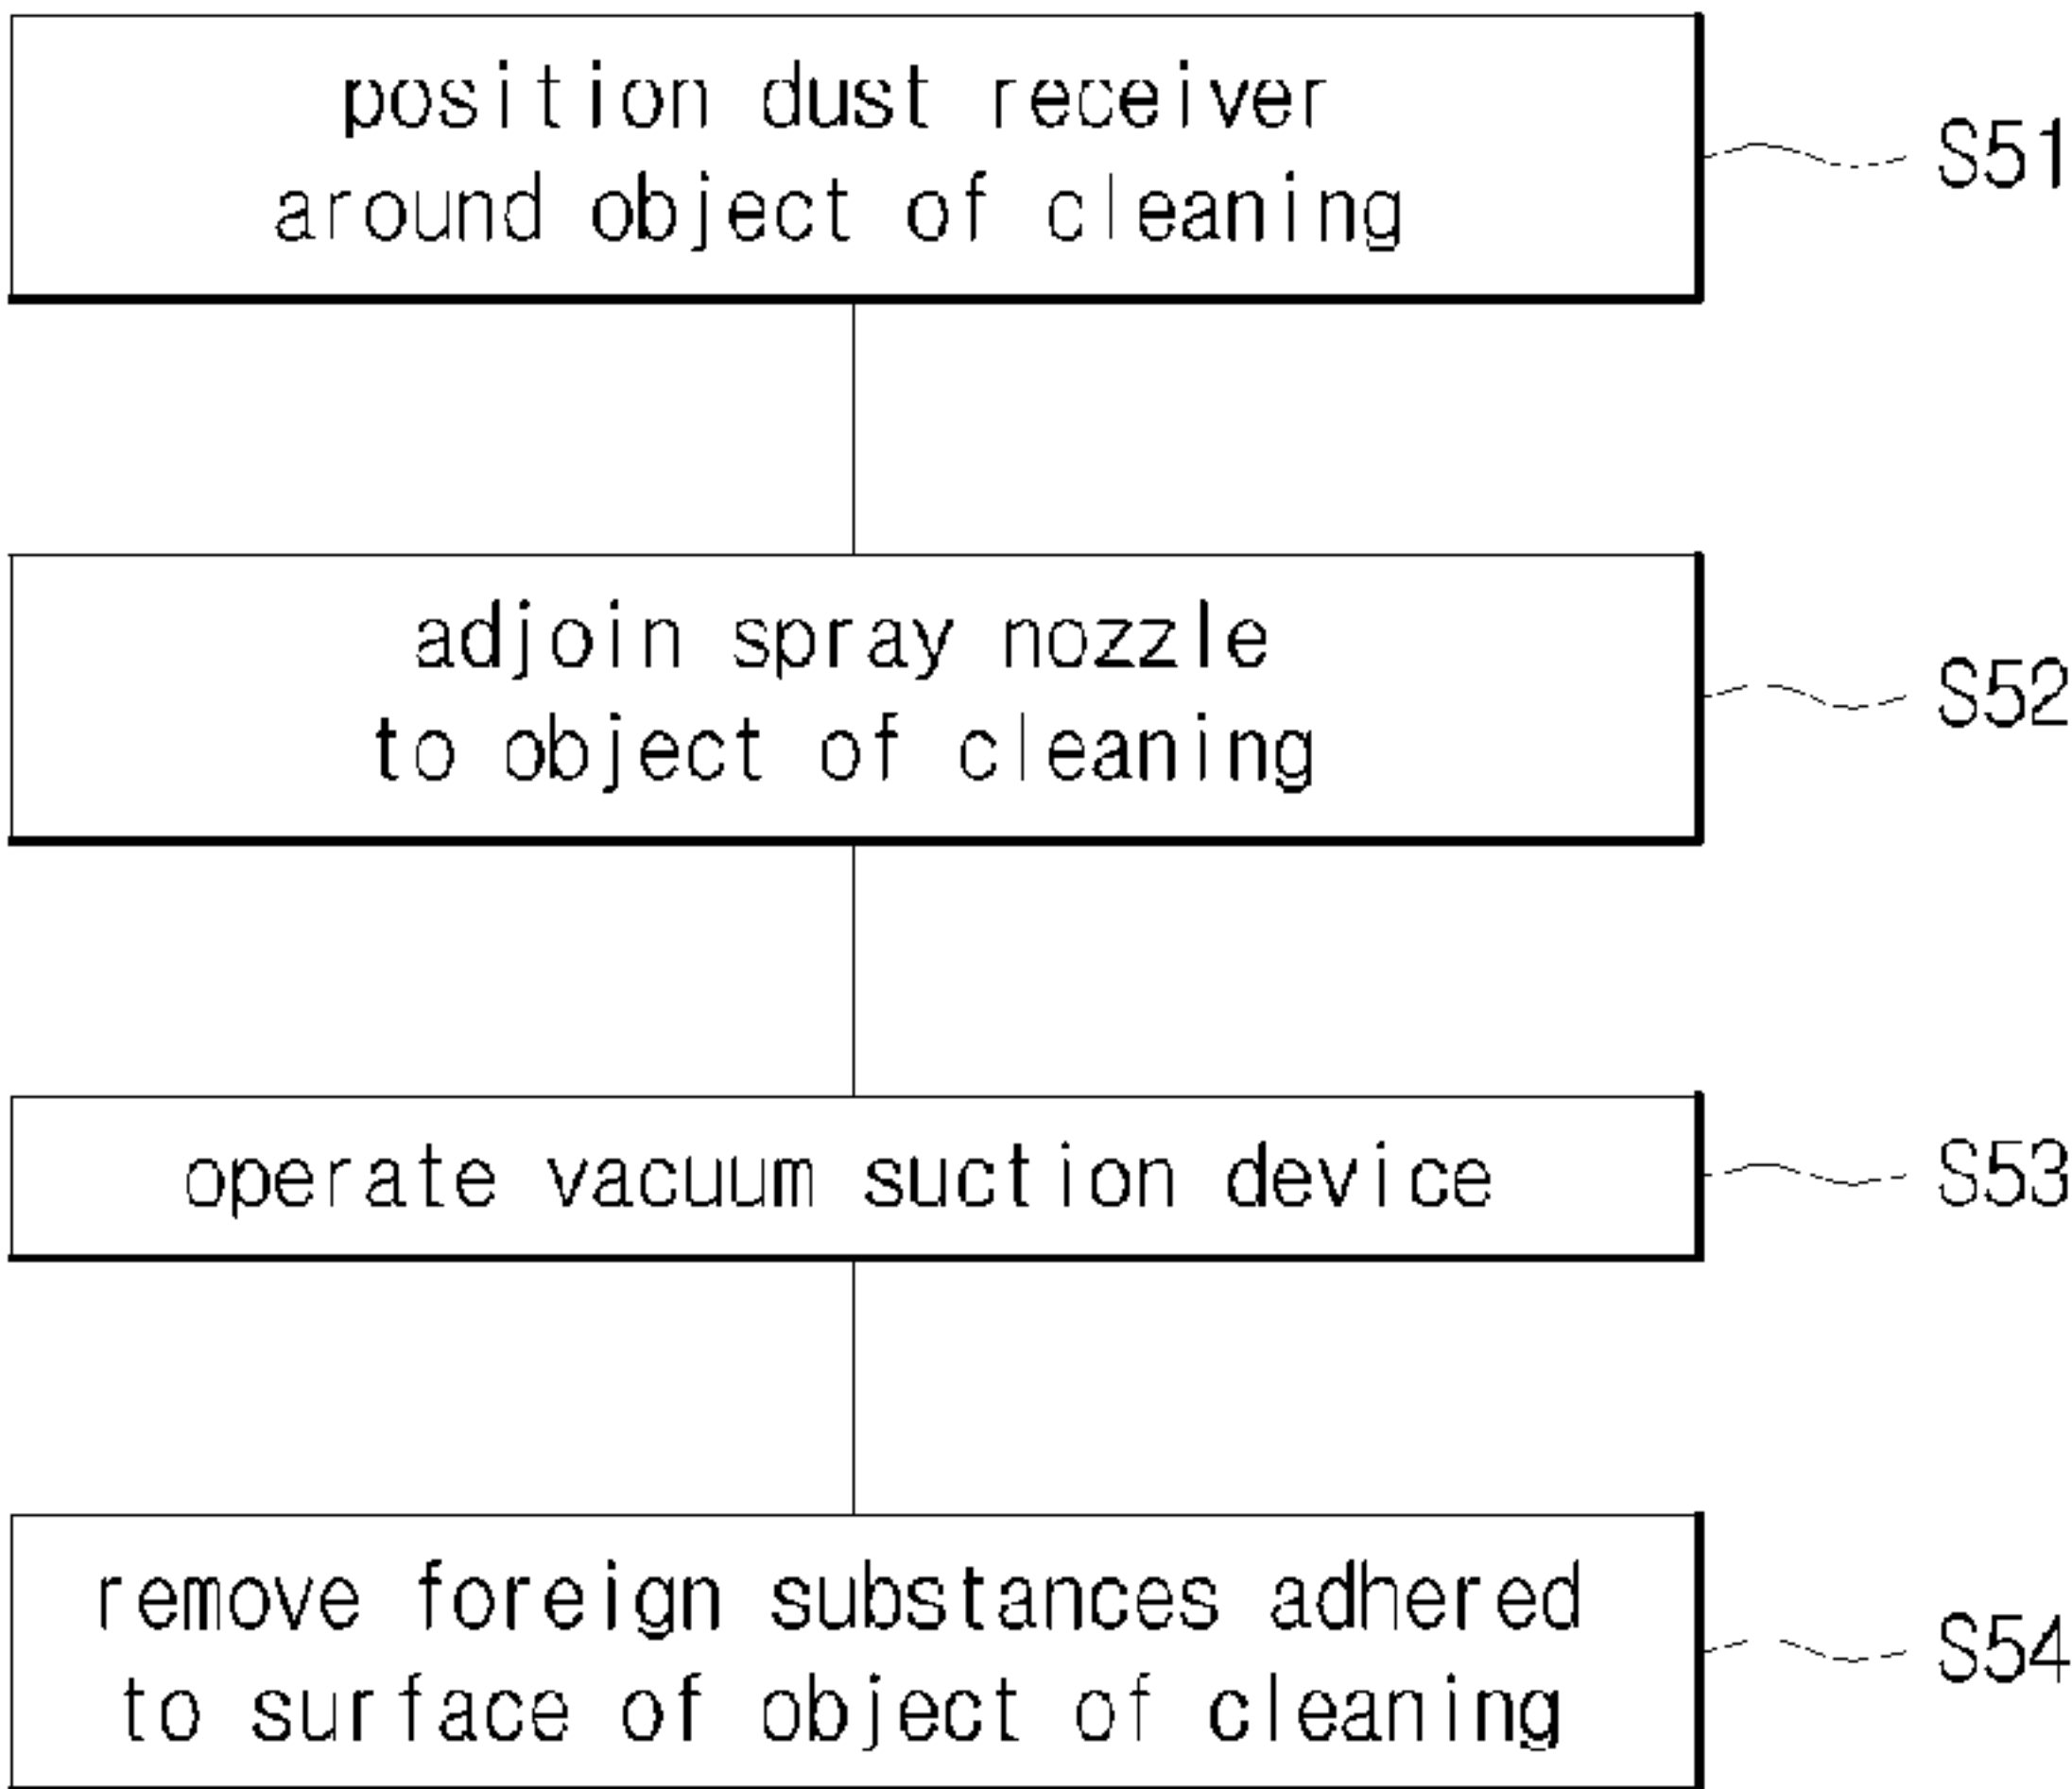 position dust receiver
around object of cleaning
S51
adjoin spray nozzle
to object of cleaning
S52
operate vacuum suction device
S53
remove foreign substances adhered
to surface of object of cleaning
S54